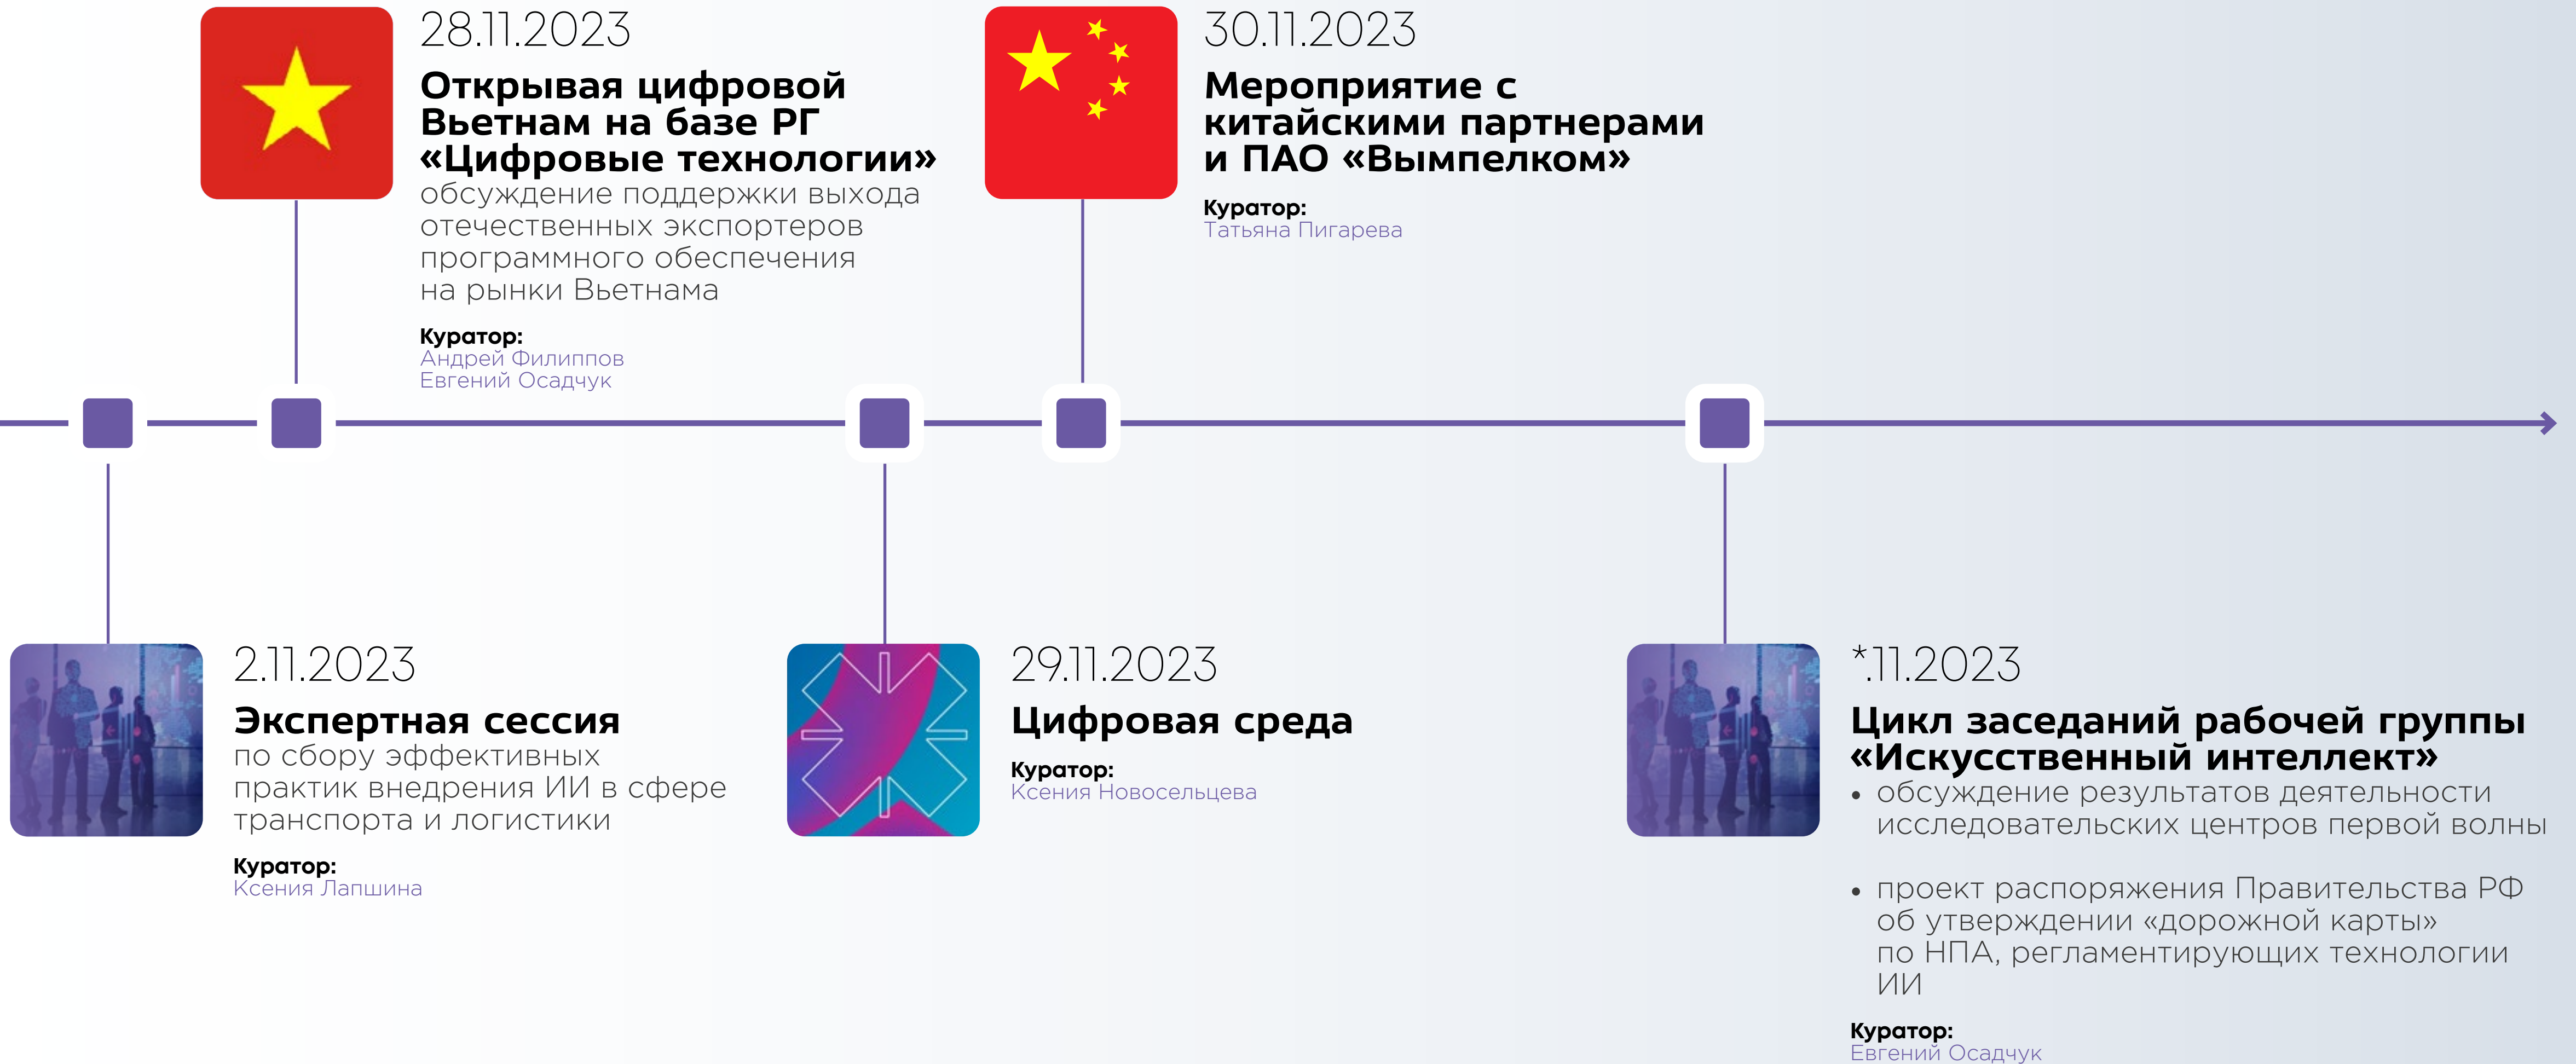 28.11.2023
Открывая цифровой
Вьетнам на базе РГ
«Цифровые технологии»
обсуждение поддержки выхода
отечественных экспортеров
программного обеспечения
на рынки Вьетнама
Куратор:
Андрей Филиппов
Евгений Осадчук
30.11.2023
Мероприятие с
китайскими партнерами
и ПАО «Вымпелком»
Куратор:
Татьяна Пигарева
2.11.2023
Экспертная сессия
по сбору эффективных
практик внедрения ИИ в сфере
транспорта и логистики
Куратор:
Ксения Лапшина
29.11.2023
Цифровая среда
Куратор:
Ксения Новосельцева
*.11.2023
Цикл заседаний рабочей группы
«Искусственный интеллект»
• обсуждение результатов деятельности
исследовательских центров первой волны
• проект распоряжения Правительства РФ
об утверждении «дорожной карты»
по НПА, регламентирующих технологии
ИИ
Куратор:
Евгений Осадчук